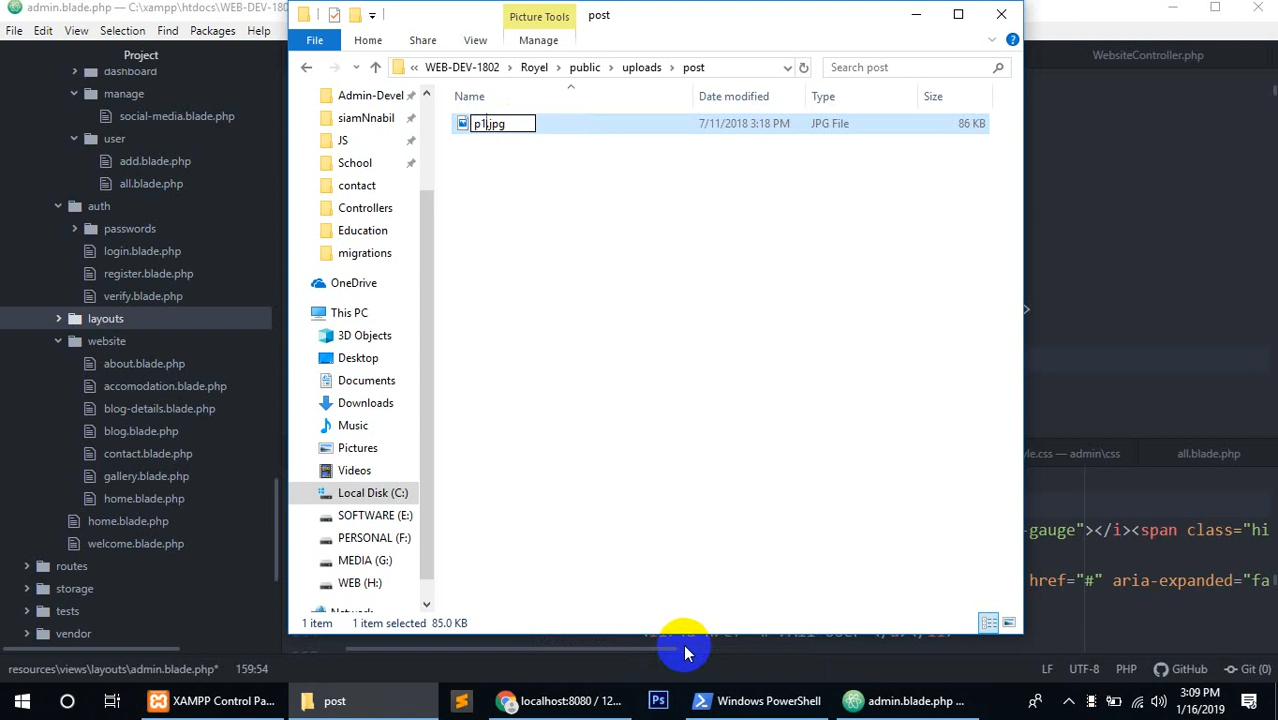 admin.blade.php — C:\xampp\htdocs\WEB-DEV-180
Picture Tools
post
File Edit View Selection Find Packages
File Home Share View Manage
Project
WebsiteController.php
WEB-DEV-1802 Royel public uploads post
Search post
dashboard
manage
social-media.blade.php
user
add.blade.php
all.blade.php
auth
passwords
login.blade.php
register.blade.php
verify.blade.php
layouts
website
about.blade.php
accomodation.blade.php
blog-details.blade.php
blog.blade.php
contact.blade.php
gallery.blade.php
home.blade.php
home.blade.php
welcome.blade.php
routes
storage
tests
vendor
Admin-Devel
siamNnabil
JS
School
contact
Controllers
Education
migrations
OneDrive
This PC
3D Objects
Desktop
Documents
Downloads
Music
Pictures
Videos
Local Disk (C:)
SOFTWARE (E:)
PERSONAL (F:)
MEDIA (G:)
WEB (H:)
Network
Name Date modified Type Size
p1.jpg 7/11/2018 3:18 PM JPG File 86 KB
yle.css — admin\css all.blade.php
-gauge"></i><span class="hi
href="#" aria-expanded="fa
1 item 1 item selected 85.0 KB
resources\views\layouts\admin.blade.php* 159:54
LF UTF-8 PHP GitHub Git (0)
XAMPP Control Pa... post localhost:8080 / 12... Windows PowerShell admin.blade.php ...
3:09 PM
1/16/2019